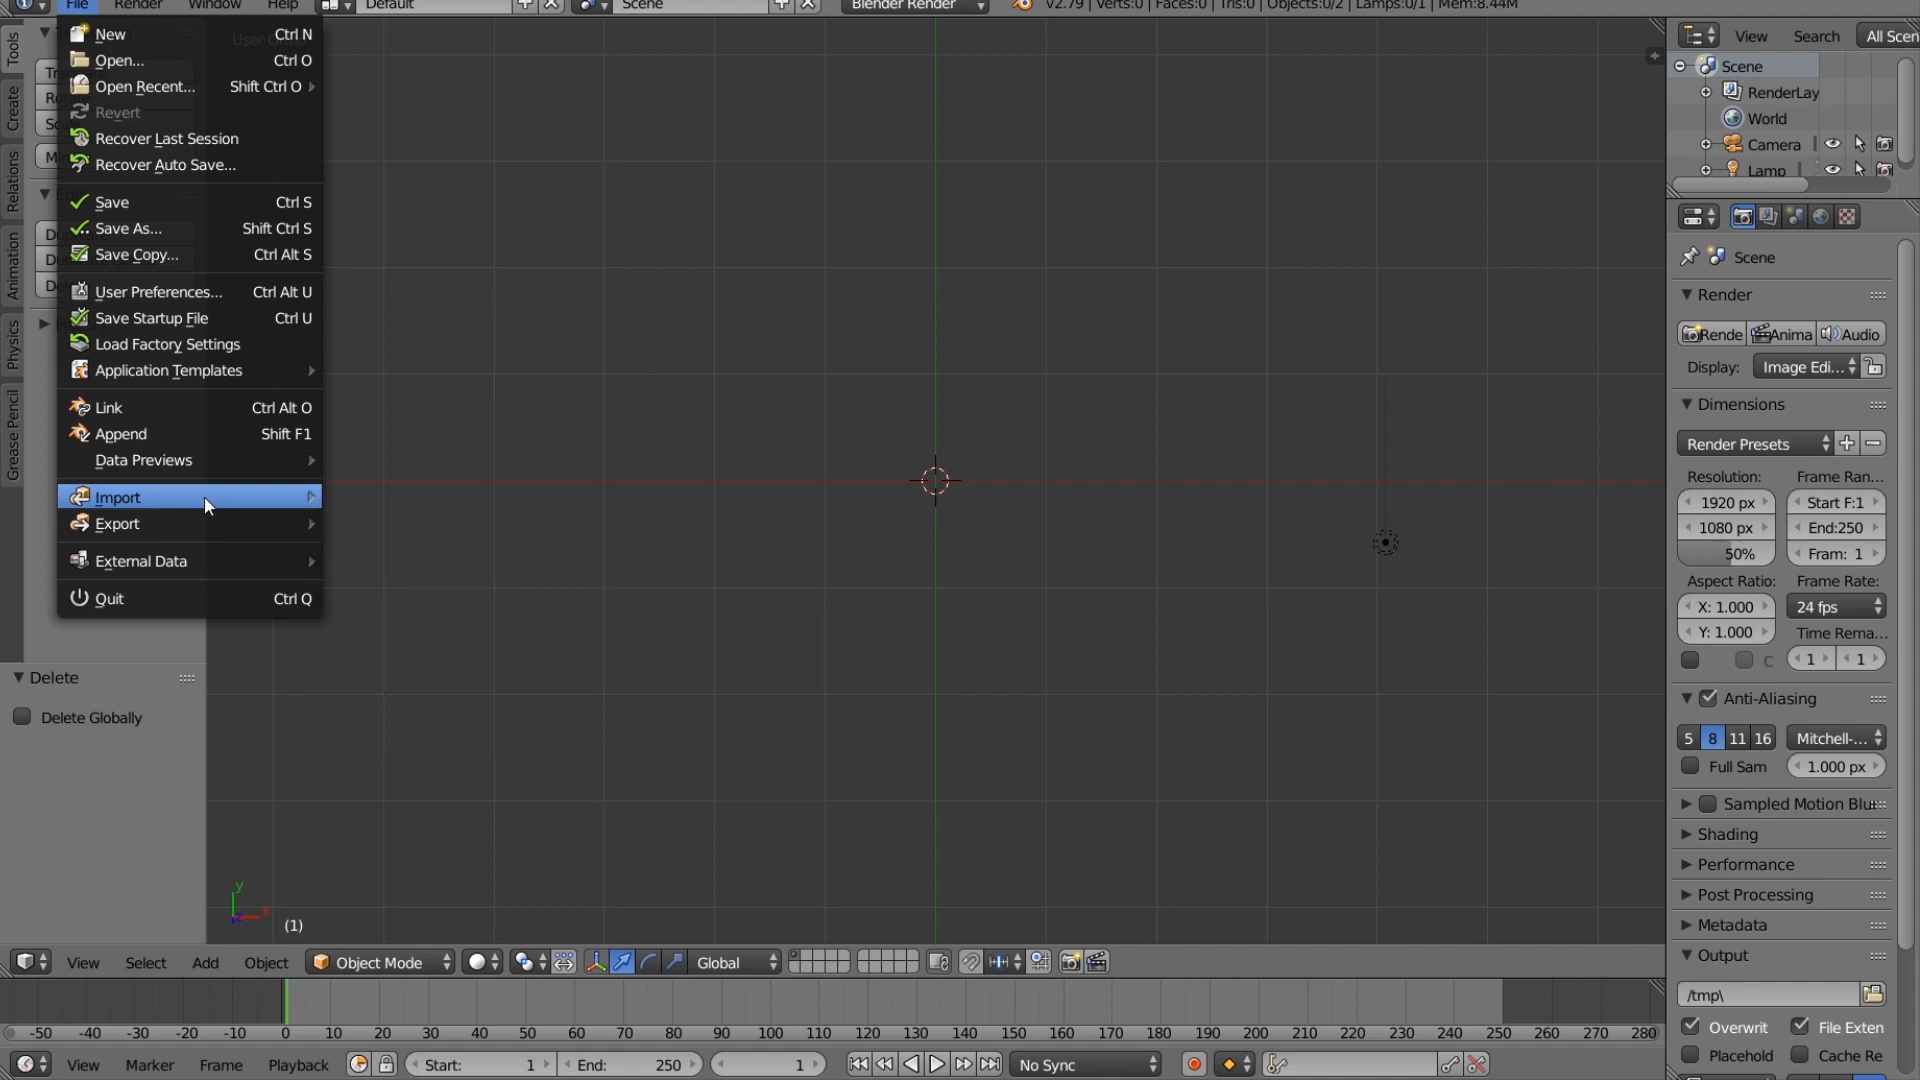 File Render Window Help Default Scene Blender Render v2.79 | Verts:0 | Faces:0 | Tris:0 | Objects:0/2 | Lamps:0/1 | Mem:8.44M
Tools
Create
Relations
Animation
Physics
Grease Pencil
New Ctrl N
Open... Ctrl O
Open Recent... Shift Ctrl O
Revert
Recover Last Session
Recover Auto Save...
Save Ctrl S
Save As... Shift Ctrl S
Save Copy... Ctrl Alt S
User Preferences... Ctrl Alt U
Save Startup File Ctrl U
Load Factory Settings
Application Templates
Link Ctrl Alt O
Append Shift F1
Data Previews
Import
Export
External Data
Quit Ctrl Q
Delete
Delete Globally
y
x
(1)
View Select Add Object Object Mode Global
-50 -40 -30 -20 -10 0 10 20 30 40 50 60 70 80 90 100 110 120 130 140 150 160 170 180 190 200 210 220 230 240 250 260 270 280
View Marker Frame Playback Start: 1 End: 250 1 No Sync
View Search All Scen
Scene
RenderLay
World
Camera
Lamp
Scene
Render
Rende Anima Audio
Display: Image Edi...
Dimensions
Render Presets
Resolution: Frame Ran...
1920 px Start F:1
1080 px End:250
50% Fram: 1
Aspect Ratio: Frame Rate:
X: 1.000 24 fps
Y: 1.000 Time Rema...
C 1 1
Anti-Aliasing
5 8 11 16 Mitchell-...
Full Sam 1.000 px
Sampled Motion Blu
Shading
Performance
Post Processing
Metadata
Output
/tmp\
Overwrit File Exten
Placehold Cache Re